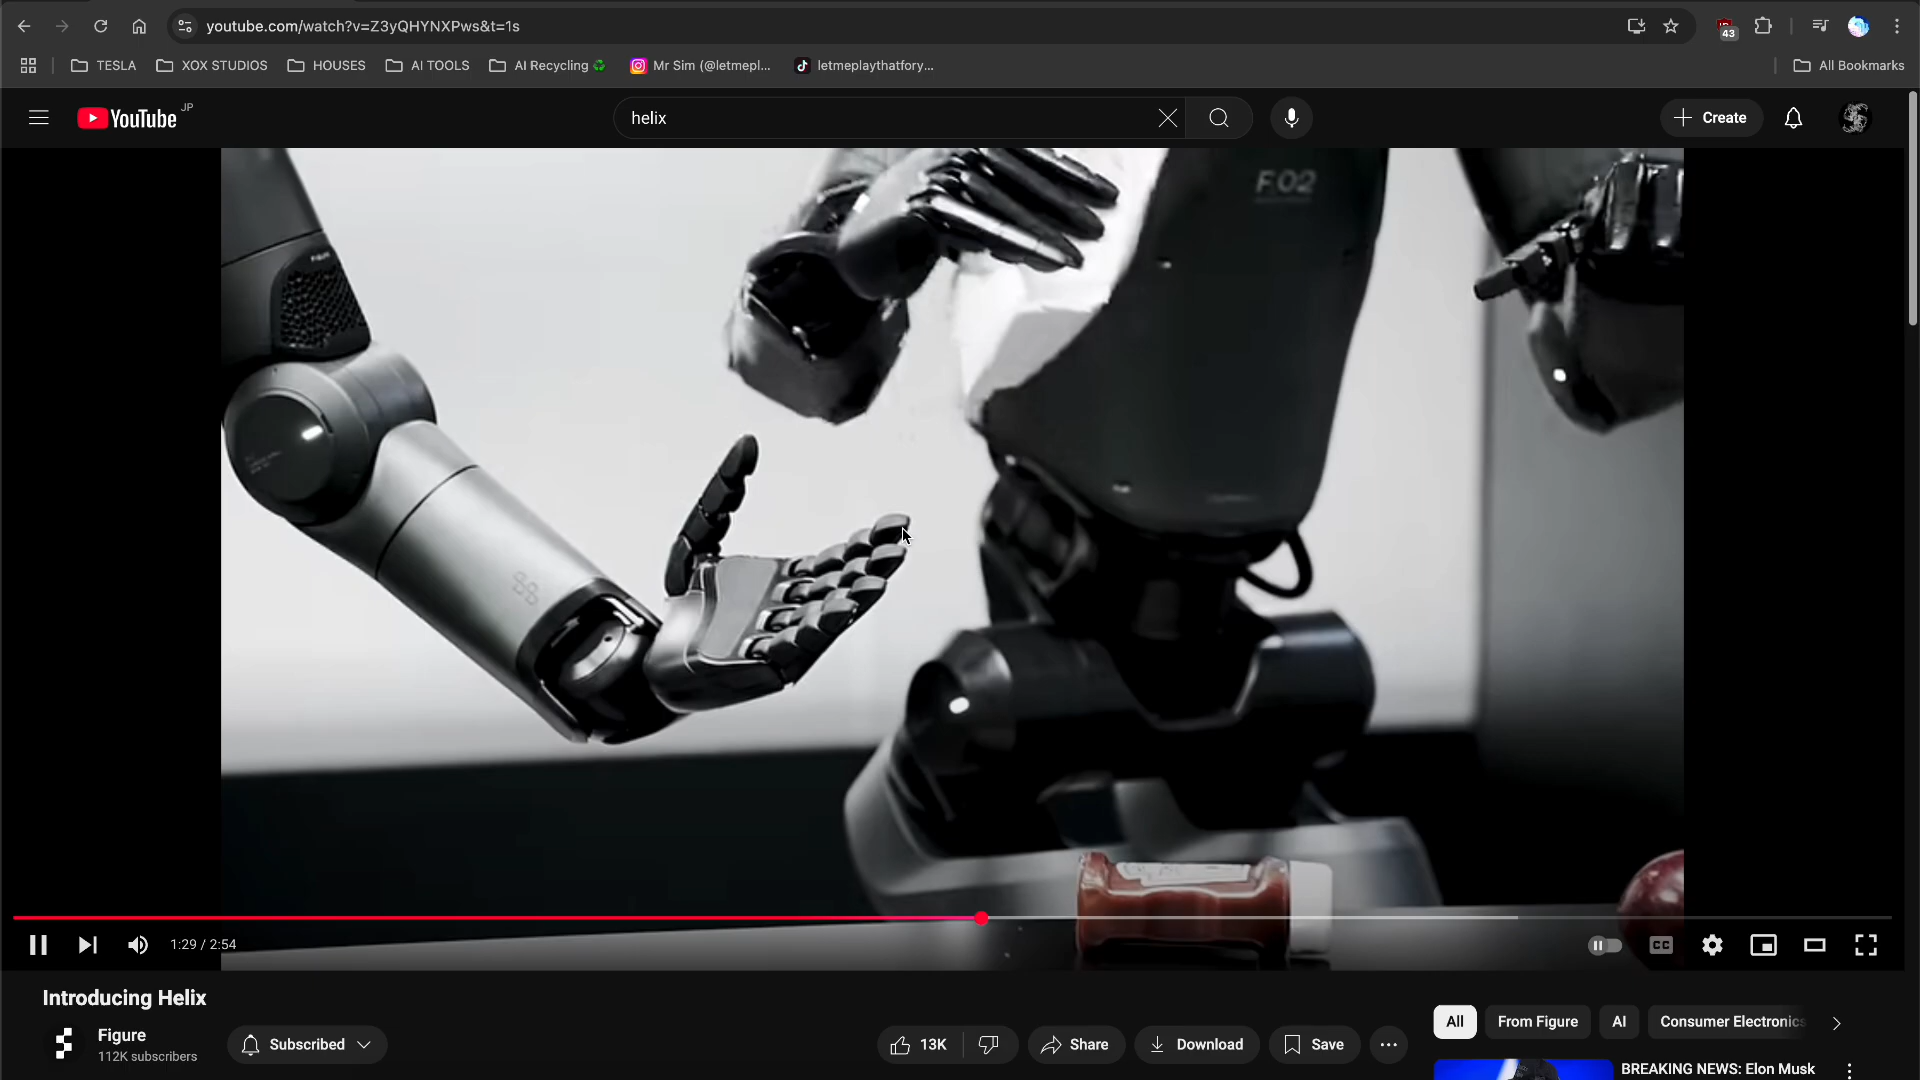 youtube.com/watch?v=Z3yQHYNXPws&t=1s
43
TESLA
XOX STUDIOS
HOUSES
AI TOOLS
AI Recycling ♻
Mr Sim (@letmepl...
letmeplaythatfory...
All Bookmarks
YouTube JP
helix
Create
F.02
1:29 / 2:54
CC
Introducing Helix
Figure
112K subscribers
Subscribed
13K
Share
Download
Save
All
From Figure
AI
Consumer Electronics
BREAKING NEWS: Elon Musk